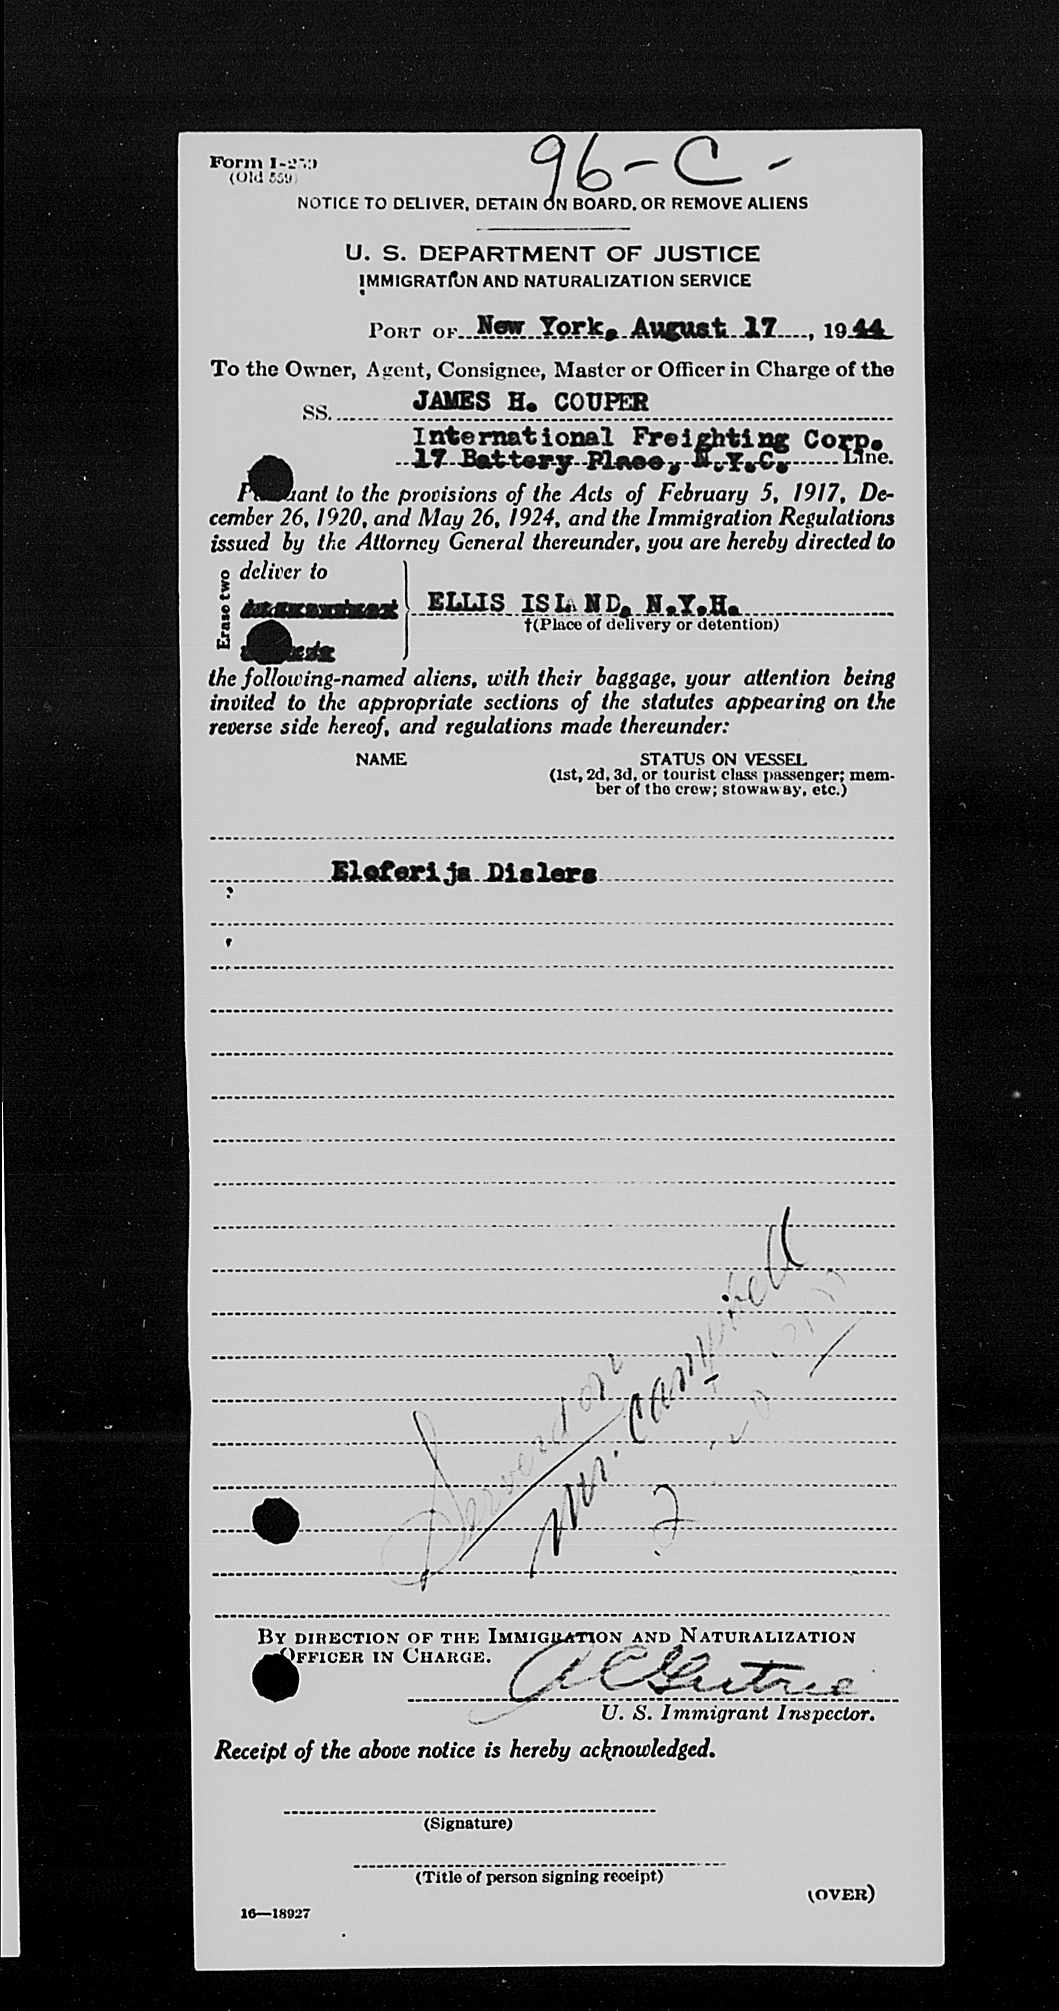 96-C-
Form I-259
(Old 559)
NOTICE TO DELIVER, DETAIN ON BOARD, OR REMOVE ALIENS
U. S. DEPARTMENT OF JUSTICE
IMMIGRATION AND NATURALIZATION SERVICE
PORT OF New York, August 17, 1944
To the Owner, Agent, Consignee, Master or Officer in Charge of the
SS. JAMES H. COUPER
International Freighting Corp.
17 Battery Place, N.Y.C. Line.
Pursuant to the provisions of the Acts of February 5, 1917, De-
cember 26, 1920, and May 26, 1924, and the Immigration Regulations
issued by the Attorney General thereunder, you are hereby directed to
Erase two
deliver to
ELLIS ISLAND, N.Y.H.
†(Place of delivery or detention)
the following-named aliens, with their baggage, your attention being
invited to the appropriate sections of the statutes appearing on the
reverse side hereof, and regulations made thereunder:
NAME STATUS ON VESSEL
(1st, 2d, 3d, or tourist class passenger; mem-
ber of the crew; stowaway, etc.)
Eleferija Dislers
Mr. Campbell
BY DIRECTION OF THE IMMIGRATION AND NATURALIZATION
OFFICER IN CHARGE.
U. S. Immigrant Inspector.
Receipt of the above notice is hereby acknowledged.
(Signature)
(Title of person signing receipt)
(OVER)
16—18927